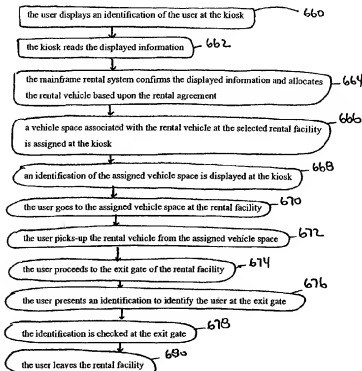 the user displays an identification of the user at the kiosk
660
the kiosk reads the displayed information
662
the mainframe rental system confirms the displayed information and allocates
the rental vehicle based upon the rental agreement
664
a vehicle space associated with the rental vehicle at the selected rental facility
is assigned at the kiosk
666
an identification of the assigned vehicle space is displayed at the kiosk
668
the user goes to the assigned vehicle space at the rental facility
670
the user picks-up the rental vehicle from the assigned vehicle space
672
the user proceeds to the exit gate of the rental facility
674
the user presents an identification to identify the user at the exit gate
676
the identification is checked at the exit gate
678
the user leaves the rental facility
680